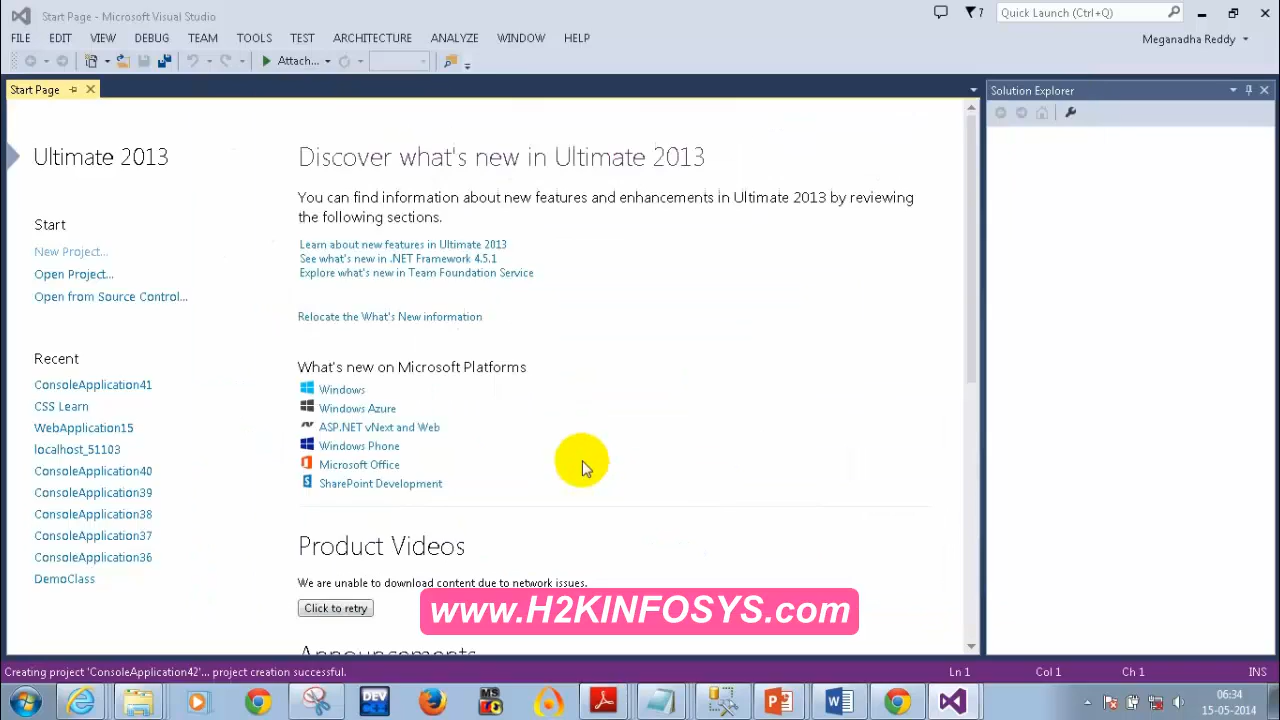 Start Page - Microsoft Visual Studio
7
Quick Launch (Ctrl+Q)
FILE EDIT VIEW DEBUG TEAM TOOLS TEST ARCHITECTURE ANALYZE WINDOW HELP
Meganadha Reddy
Attach...
Start Page
Solution Explorer
Ultimate 2013
Start
New Project...
Open Project...
Open from Source Control...
Recent
ConsoleApplication41
CSS Learn
WebApplication15
localhost_51103
ConsoleApplication40
ConsoleApplication39
ConsoleApplication38
ConsoleApplication37
ConsoleApplication36
DemoClass
Discover what's new in Ultimate 2013
You can find information about new features and enhancements in Ultimate 2013 by reviewing
the following sections.
Learn about new features in Ultimate 2013
See what's new in .NET Framework 4.5.1
Explore what's new in Team Foundation Service
Relocate the What's New information
What's new on Microsoft Platforms
Windows
Windows Azure
ASP.NET vNext and Web
Windows Phone
Microsoft Office
SharePoint Development
Product Videos
We are unable to download content due to network issues.
Click to retry
www.H2KINFOSYS.com
Announcements
Creating project 'ConsoleApplication42'... project creation successful.
Ln 1 Col 1 Ch 1 INS
DEV
MS
06:34
15-05-2014